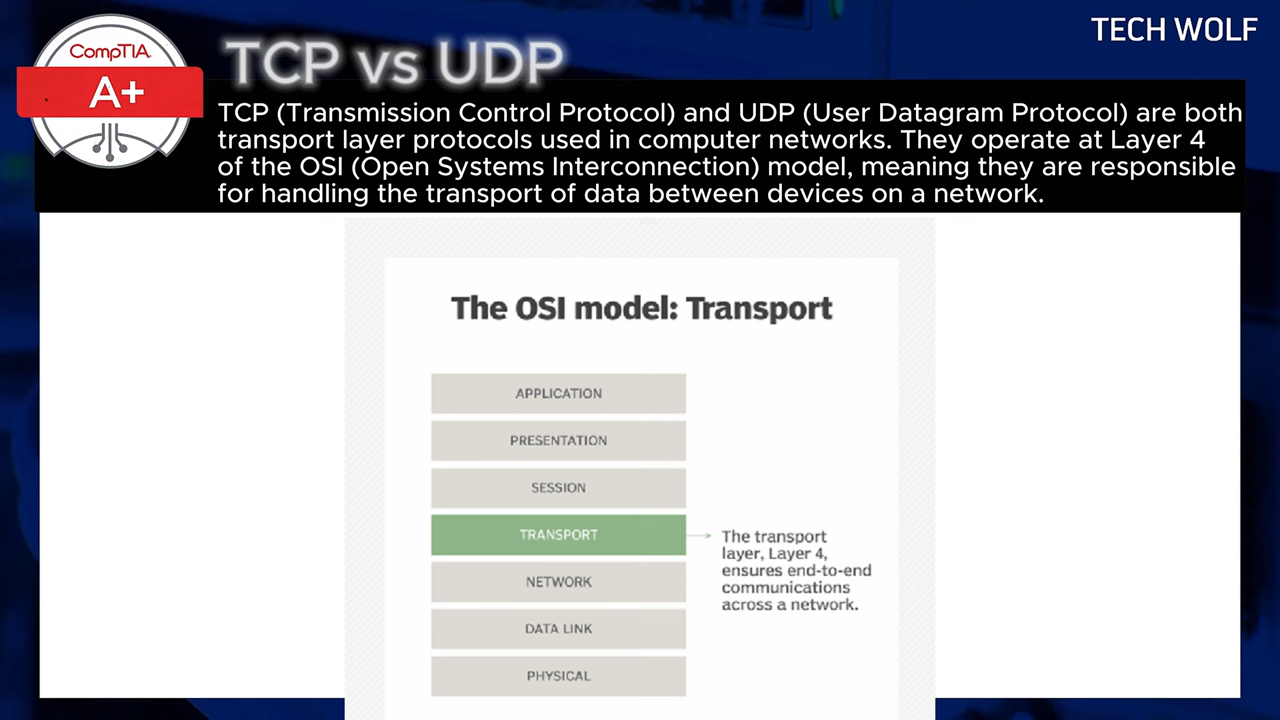 TECH WOLF
CompTIA.
A+
TCP vs UDP
TCP (Transmission Control Protocol) and UDP (User Datagram Protocol) are both
transport layer protocols used in computer networks. They operate at Layer 4
of the OSI (Open Systems Interconnection) model, meaning they are responsible
for handling the transport of data between devices on a network.
The OSI model: Transport
APPLICATION
PRESENTATION
SESSION
TRANSPORT
The transport
layer, Layer 4,
ensures end-to-end
communications
across a network.
NETWORK
DATA LINK
PHYSICAL